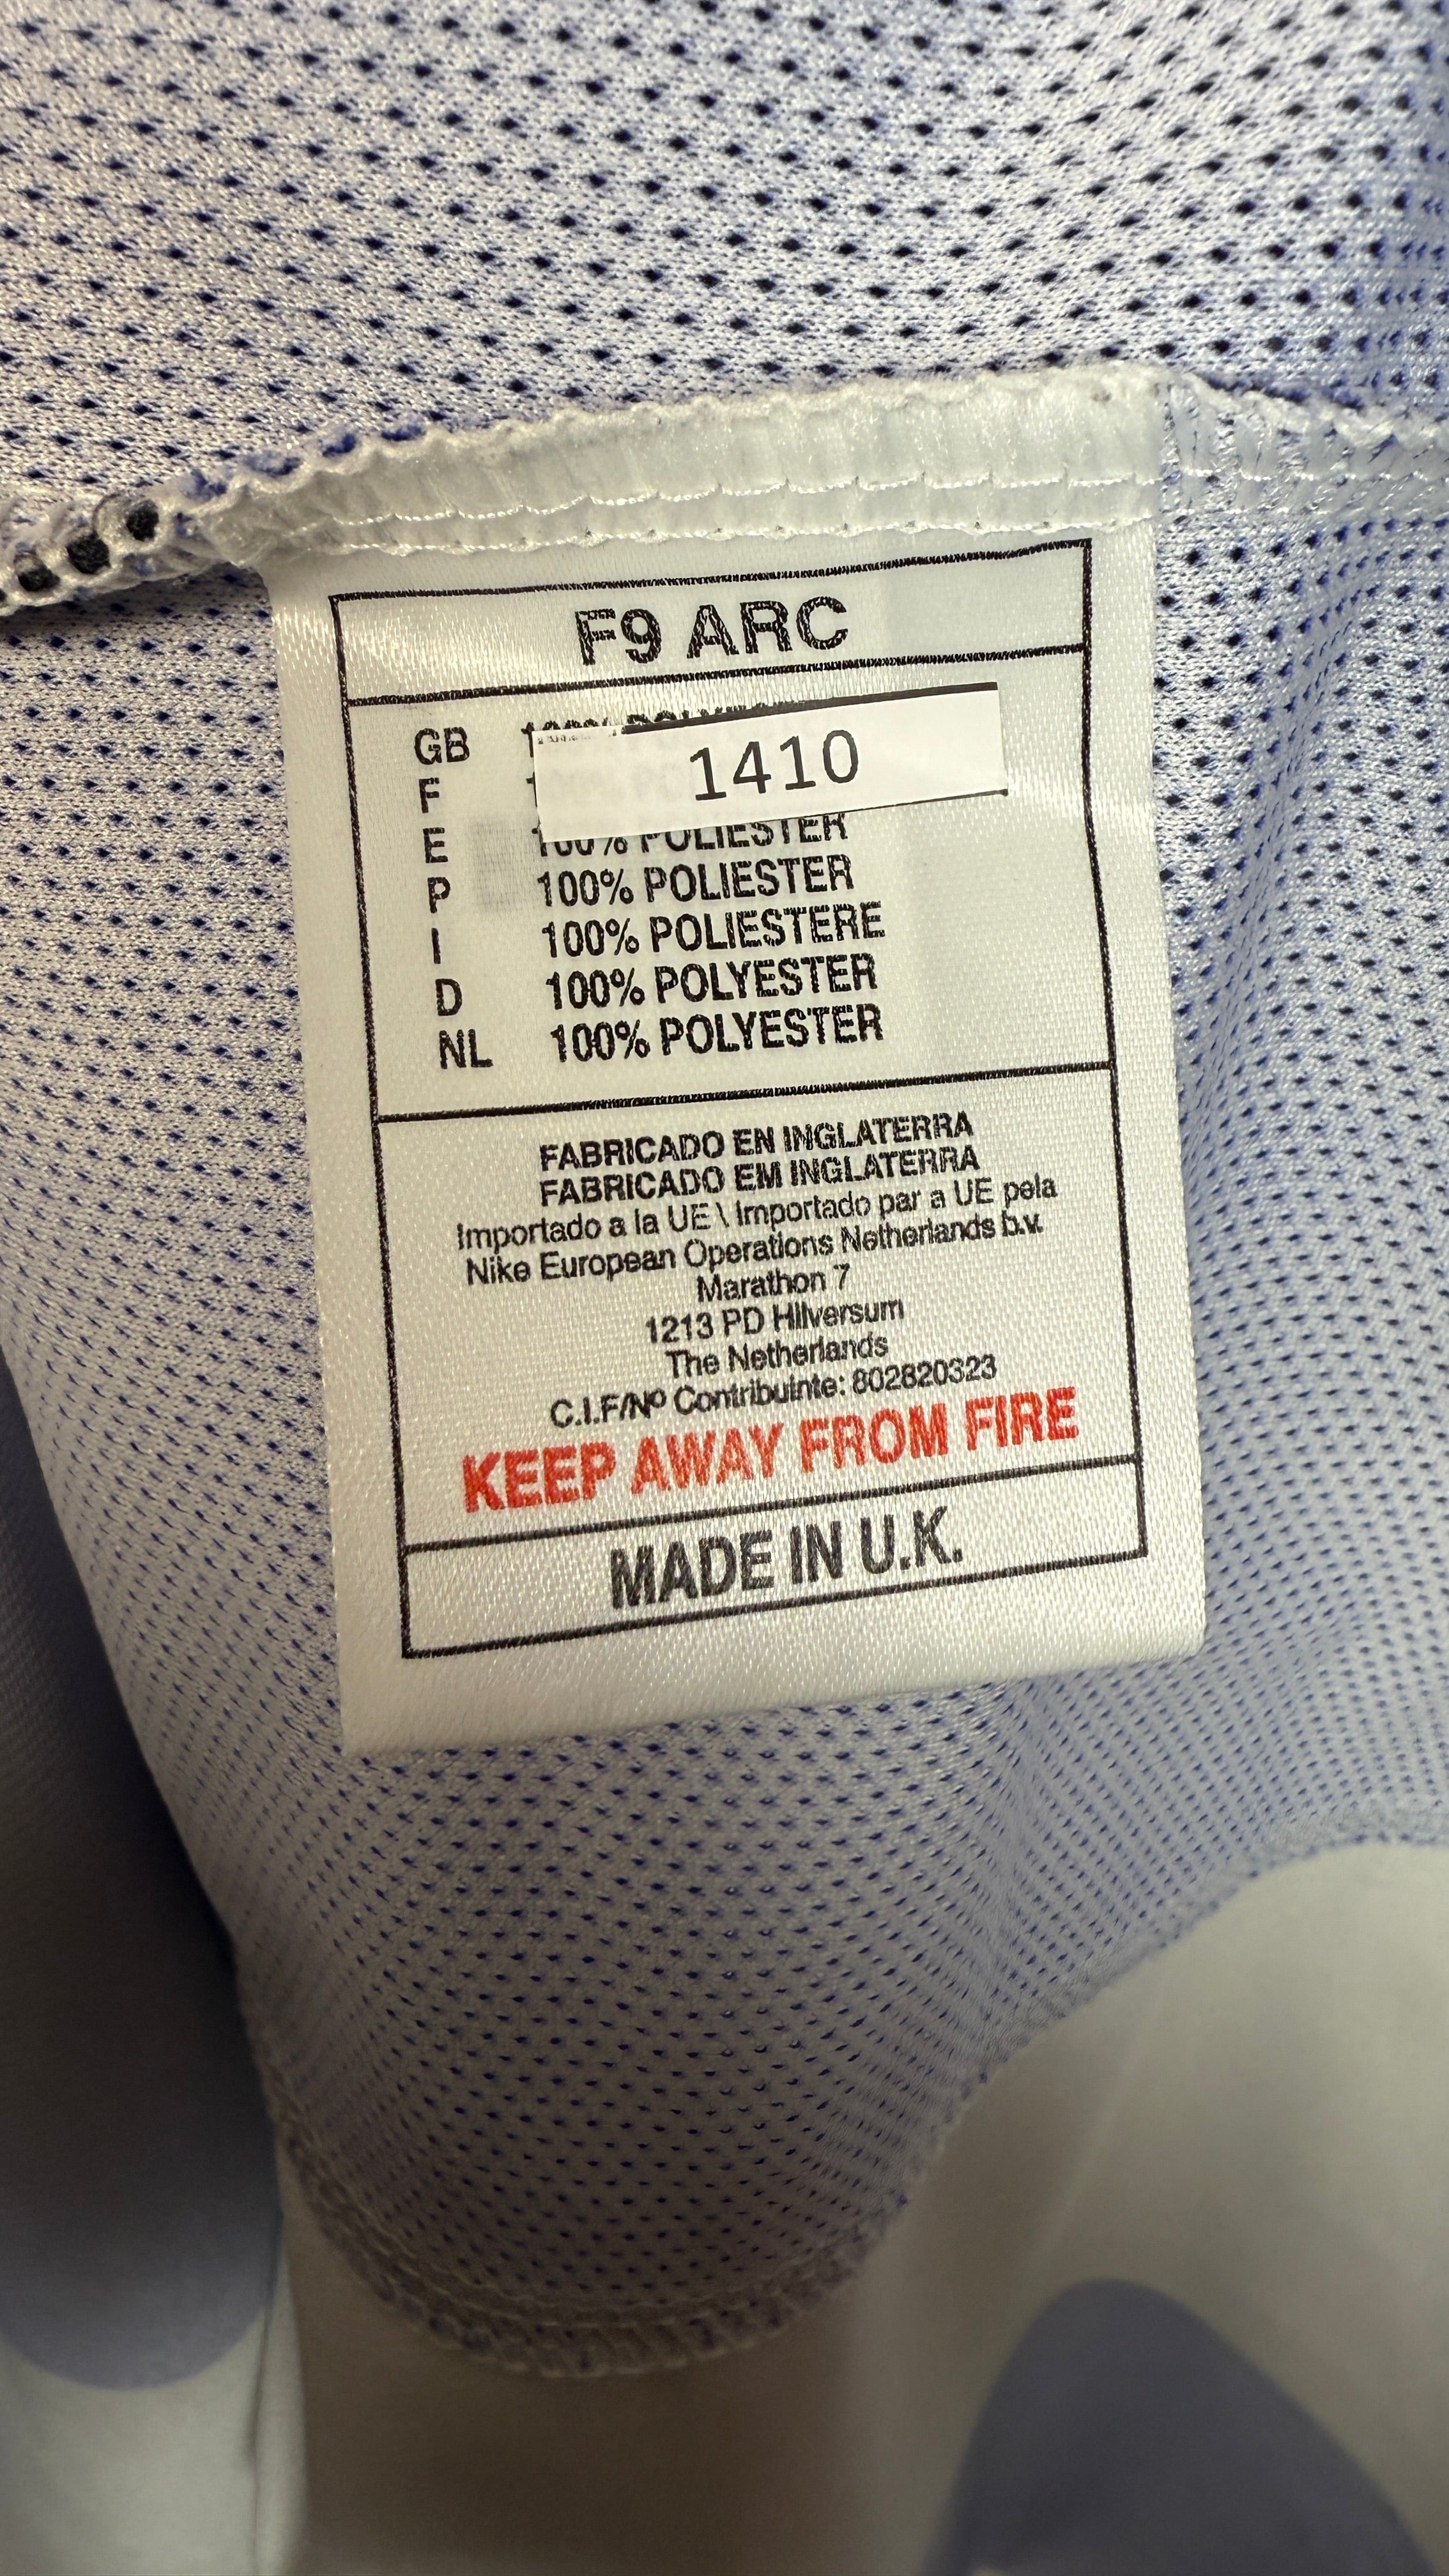 F9 ARC
GB 100%
1410
F
E 100% POLIESTER
P 100% POLIESTER
I 100% POLIESTERE
D 100% POLYESTER
NL 100% POLYESTER
FABRICADO EN INGLATERRA
FABRICADO EM INGLATERRA
Importado a la UE \ Importado par a UE pela
Nike European Operations Netherlands b.v.
Marathon 7
1213 PD Hilversum
The Netherlands
C.I.F/Nº Contribuinte: 802820323
KEEP AWAY FROM FIRE
MADE IN U.K.